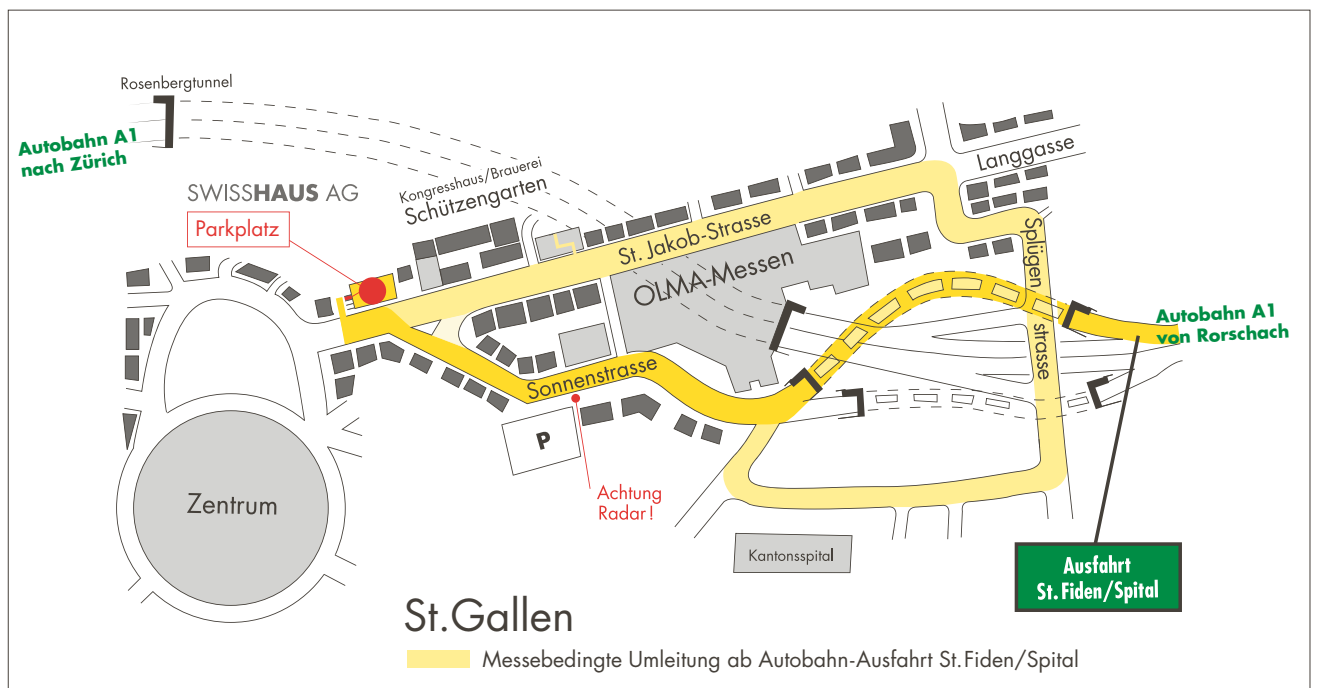 Rosenbergtunnel
Autobahn A1
nach Zürich
SWISSHAUS AG
Parkplatz
Kongresshaus/Brauerei
Schützengarten
Langgasse
St. Jakob-Strasse
OLMA-Messen
Splügen
strasse
Autobahn A1
von Rorschach
Sonnenstrasse
P
Achtung
Radar!
Zentrum
Kantonsspital
Ausfahrt
St. Fiden/Spital
St.Gallen
Messebedingte Umleitung ab Autobahn-Ausfahrt St. Fiden/Spital